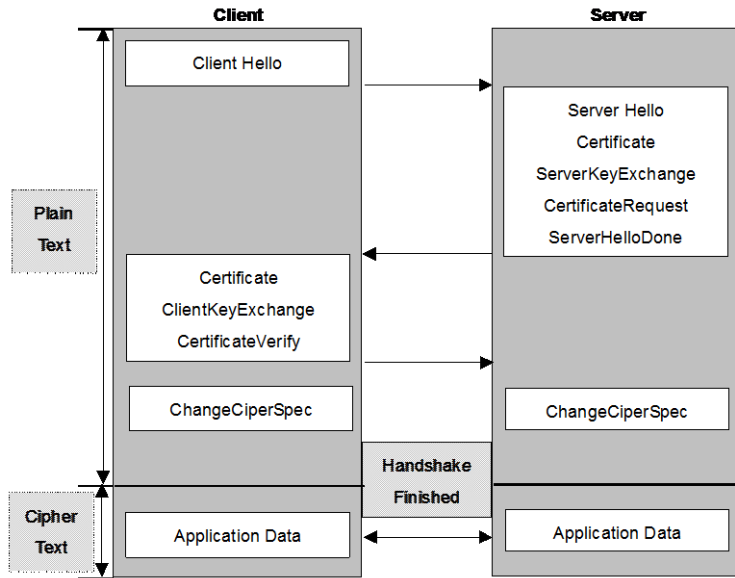 Client
Server
Client Hello
Server Hello
Certificate
ServerKeyExchange
CertificateRequest
ServerHelloDone
Plain
Text
Certificate
ClientKeyExchange
CertificateVerify
ChangeCiperSpec
ChangeCiperSpec
Handshake
Finished
Cipher
Text
Application Data
Application Data